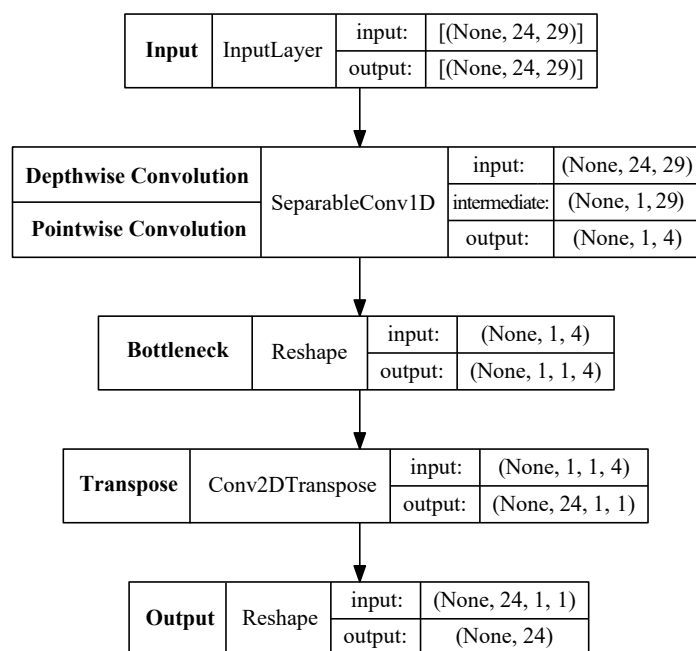 Input InputLayer input: [(None, 24, 29)]
output: [(None, 24, 29)]
Depthwise Convolution
Pointwise Convolution
SeparableConv1D
input: (None, 24, 29)
intermediate: (None, 1, 29)
output: (None, 1, 4)
Bottleneck Reshape input: (None, 1, 4)
output: (None, 1, 1, 4)
Transpose Conv2DTranspose input: (None, 1, 1, 4)
output: (None, 24, 1, 1)
Output Reshape input: (None, 24, 1, 1)
output: (None, 24)